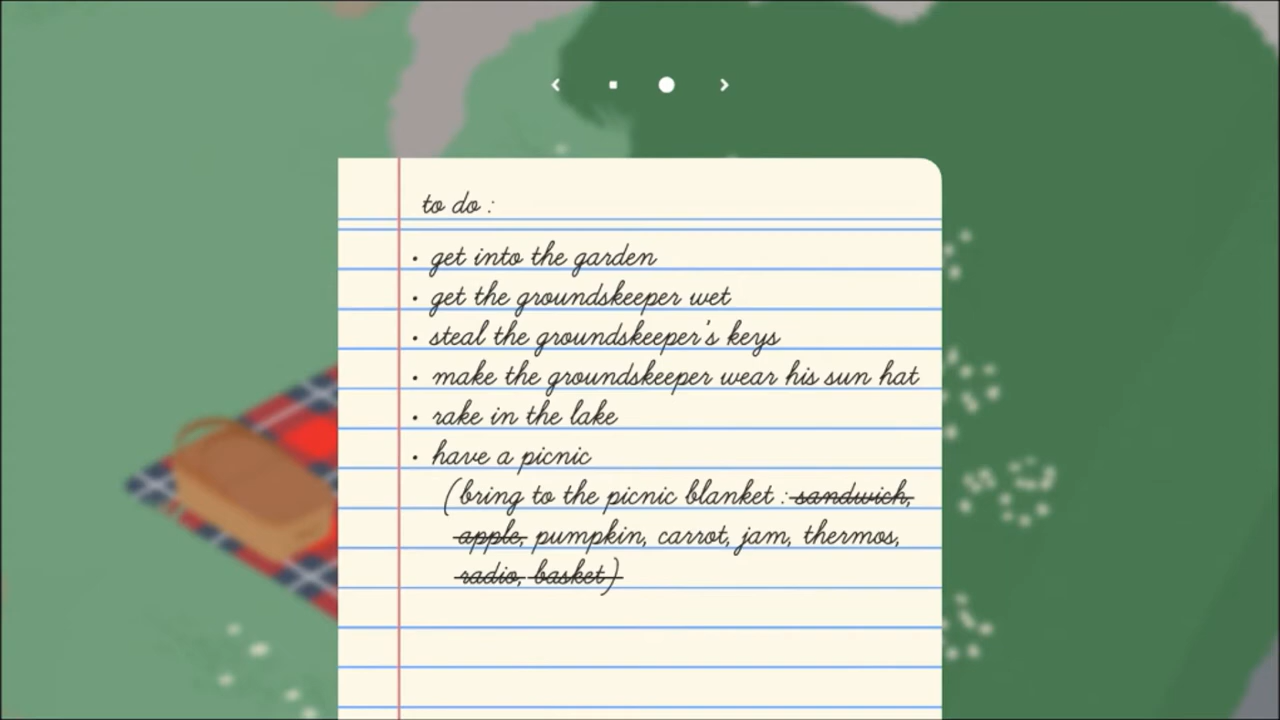 to do :
• get into the garden
• get the groundskeeper wet
• steal the groundskeeper's keys
• make the groundskeeper wear his sun hat
• rake in the lake
• have a picnic
(bring to the picnic blanket : sandwich,
apple, pumpkin, carrot, jam, thermos,
radio, basket)